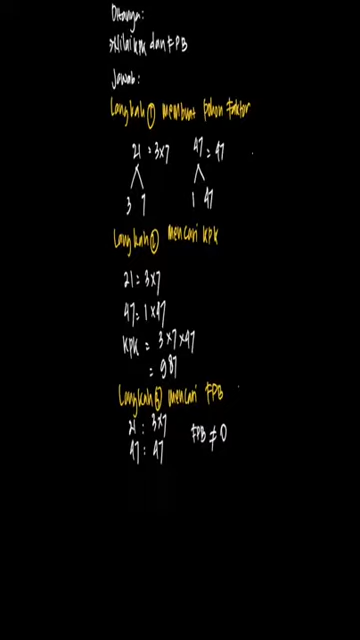 Ditanya:
→Nilai KPK dan FPB
Jawab:
Langkah ① membuat Pohon Faktor
21 = 3×7 47 = 47
3 7 1 47
Langkah ② mencari KPK
21 = 3×7
47 = 1×47
KPK = 3×7×47
= 987
Langkah ③ mencari FPB
21 : 3×7 FPB ≠ 0
47 : 47